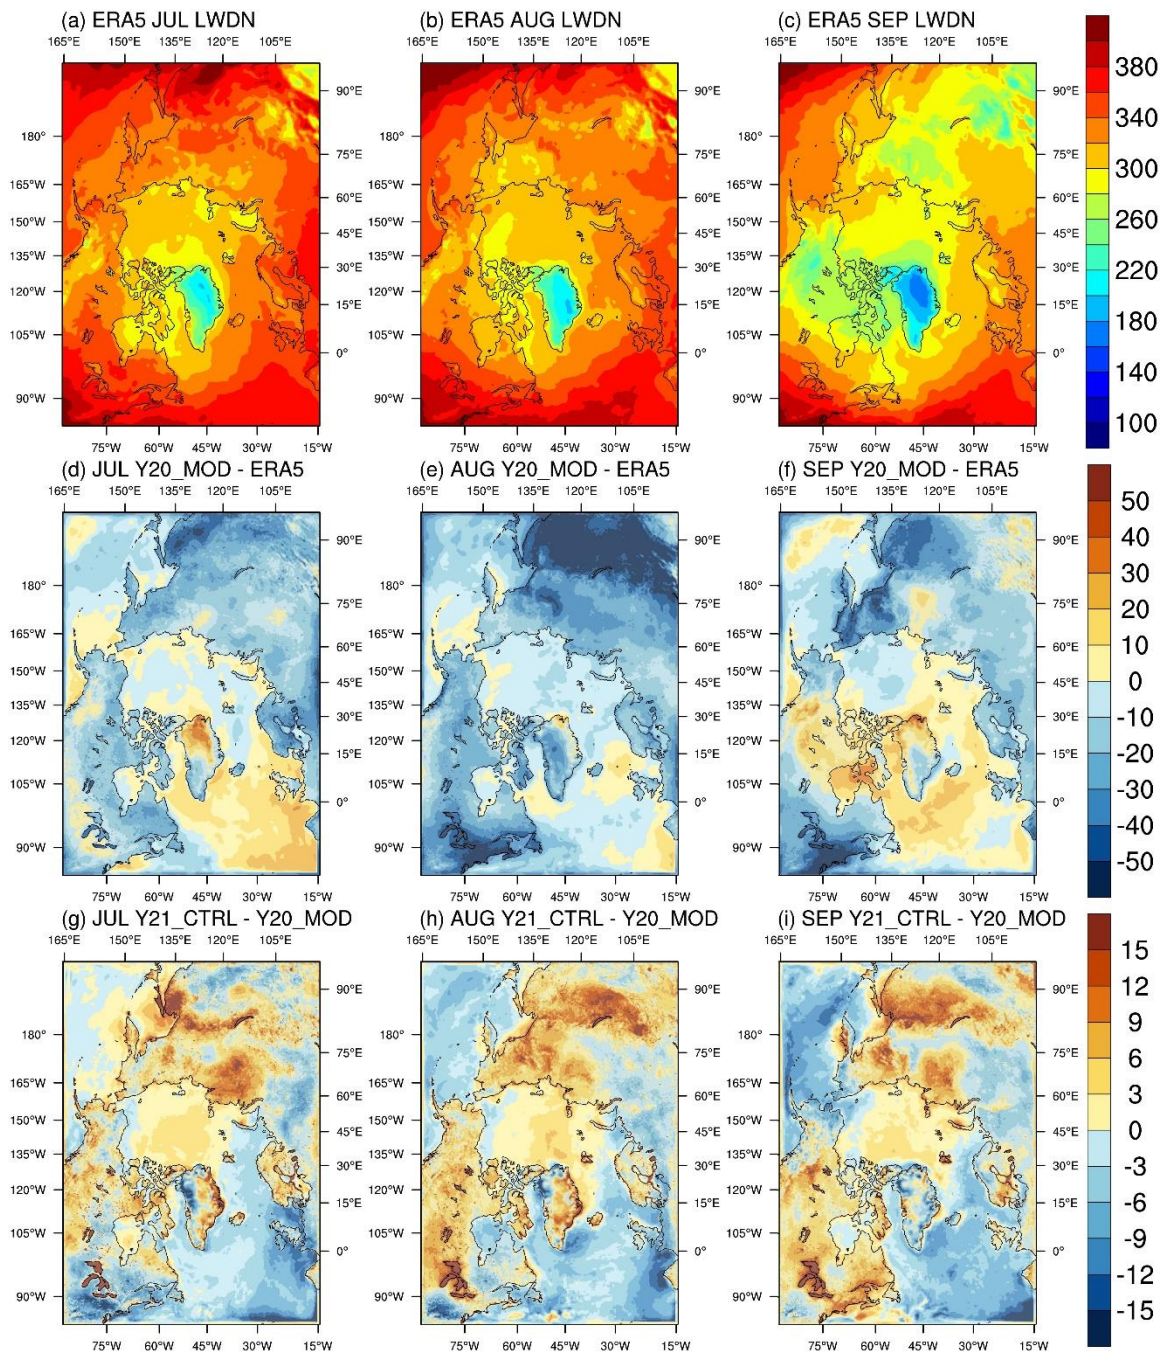 (a) ERA5 JUL LWDN (b) ERA5 AUG LWDN (c) ERA5 SEP LWDN
165°E 150°E 135°E 120°E 105°E 165°E 150°E 135°E 120°E 105°E 165°E 150°E 135°E 120°E 105°E
380
90°E 90°E 90°E
340
180° 180° 180°
75°E 75°E 75°E
300
165°W 60°E 165°W 60°E 165°W 60°E
150°W 45°E 150°W 45°E 150°W 45°E
260
135°W 30°E 135°W 30°E 135°W 30°E
220
120°W 15°E 120°W 15°E 120°W 15°E
180
105°W 0° 105°W 0° 105°W 0°
140
90°W 90°W 90°W
100
75°W 60°W 45°W 30°W 15°W 75°W 60°W 45°W 30°W 15°W 75°W 60°W 45°W 30°W 15°W
(d) JUL Y20_MOD - ERA5 (e) AUG Y20_MOD - ERA5 (f) SEP Y20_MOD - ERA5
165°E 150°E 135°E 120°E 105°E 165°E 150°E 135°E 120°E 105°E 165°E 150°E 135°E 120°E 105°E
50
90°E 90°E 90°E
40
30
180° 180° 180°
75°E 75°E 75°E
20
165°W 60°E 165°W 60°E 165°W 60°E
10
150°W 45°E 150°W 45°E 150°W 45°E
0
135°W 30°E 135°W 30°E 135°W 30°E
-10
120°W 15°E 120°W 15°E 120°W 15°E
-20
105°W 0° 105°W 0° 105°W 0°
-30
-40
90°W 90°W 90°W
-50
75°W 60°W 45°W 30°W 15°W 75°W 60°W 45°W 30°W 15°W 75°W 60°W 45°W 30°W 15°W
(g) JUL Y21_CTRL - Y20_MOD (h) AUG Y21_CTRL - Y20_MOD (i) SEP Y21_CTRL - Y20_MOD
165°E 150°E 135°E 120°E 105°E 165°E 150°E 135°E 120°E 105°E 165°E 150°E 135°E 120°E 105°E
15
90°E 90°E 90°E
12
9
180° 180° 180°
75°E 75°E 75°E
6
165°W 60°E 165°W 60°E 165°W 60°E
3
150°W 45°E 150°W 45°E 150°W 45°E
0
135°W 30°E 135°W 30°E 135°W 30°E
-3
120°W 15°E 120°W 15°E 120°W 15°E
-6
105°W 0° 105°W 0° 105°W 0°
-9
-12
90°W 90°W 90°W
-15
75°W 60°W 45°W 30°W 15°W 75°W 60°W 45°W 30°W 15°W 75°W 60°W 45°W 30°W 15°W